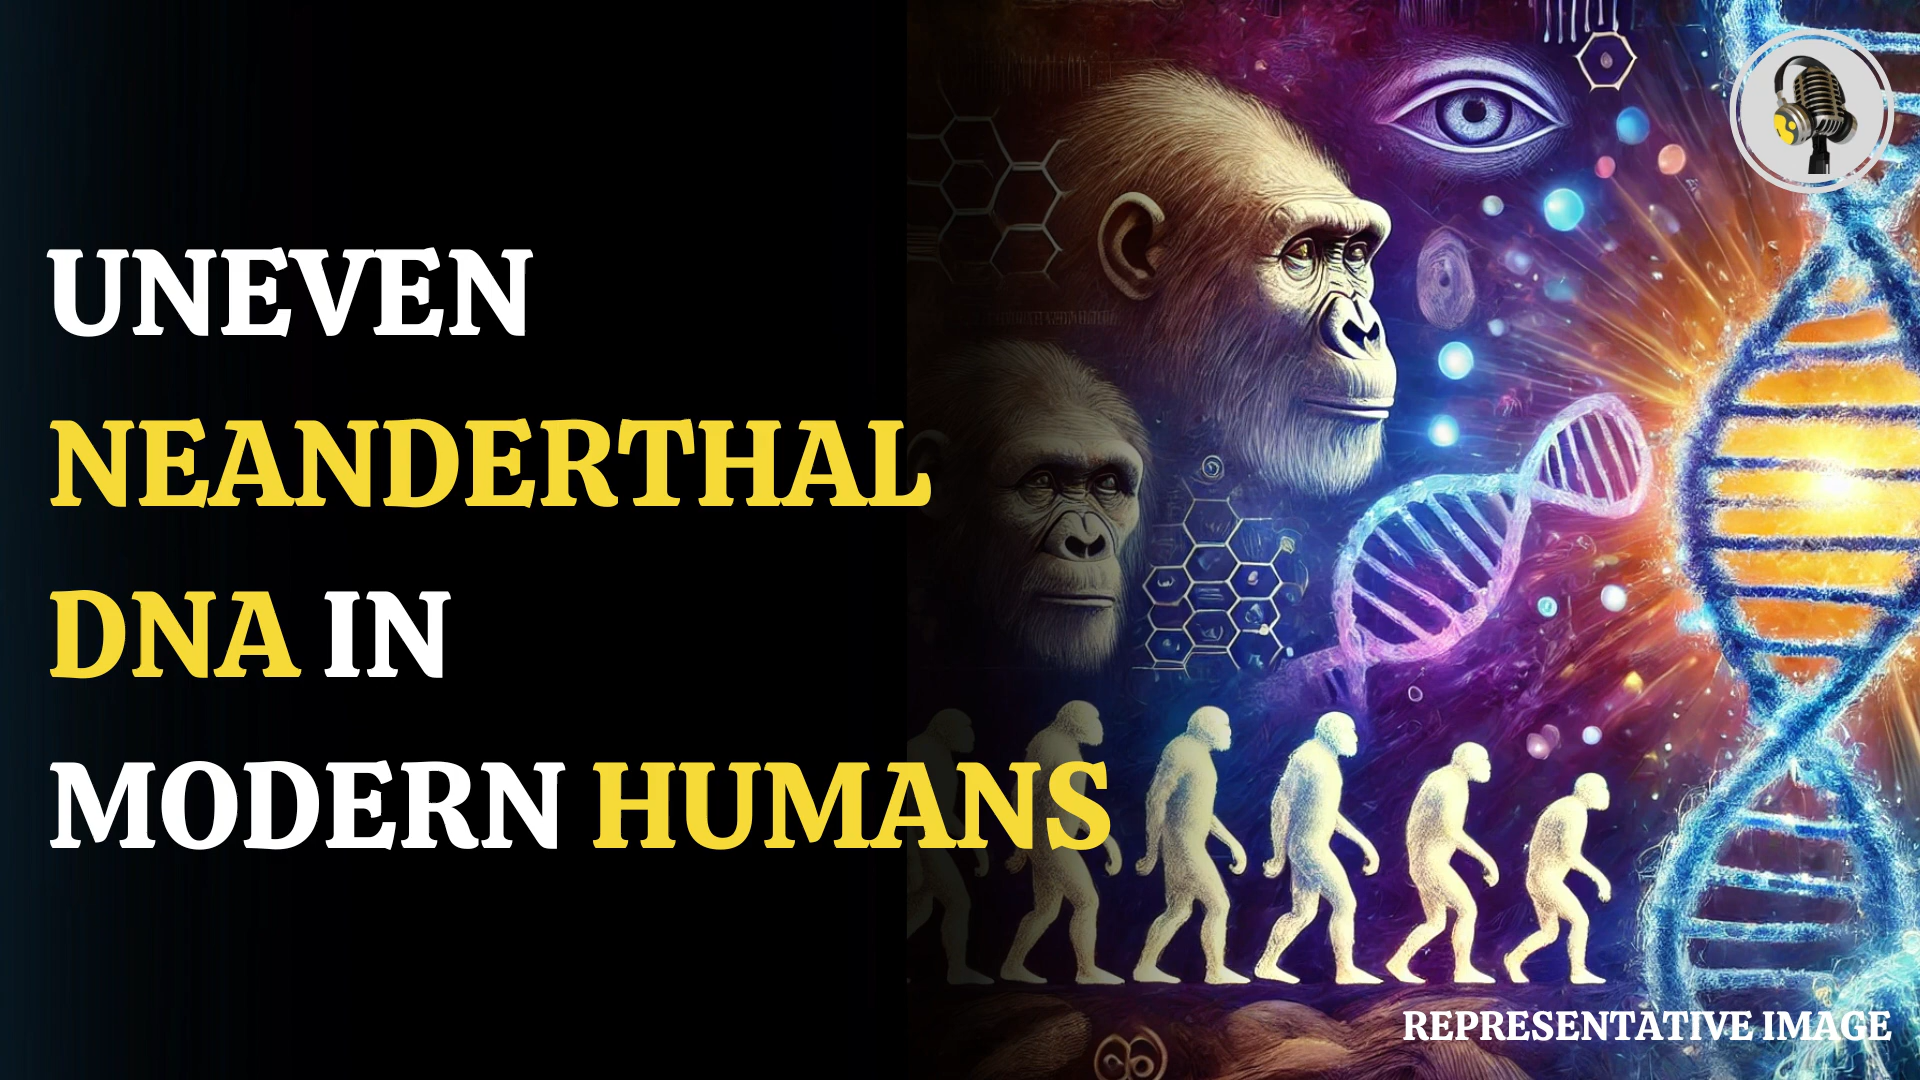 UNEVEN
NEANDERTHAL
DNA IN
MODERN HUMANS
REPRESENTATIVE IMAGE